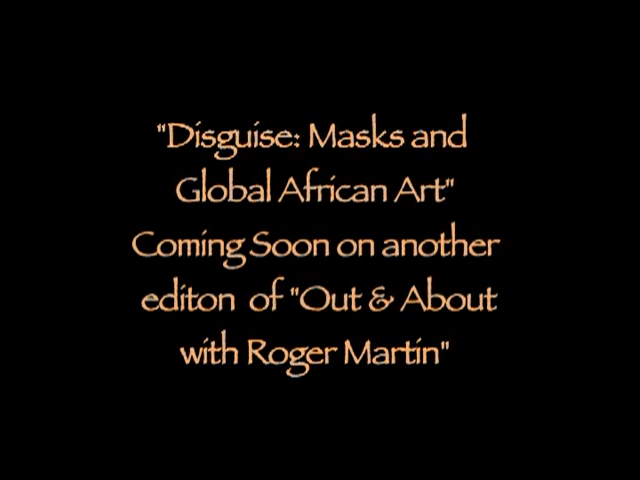 "Disguise: Masks and
Global African Art"
Coming Soon on another
editon of "Out & About
with Roger Martin"